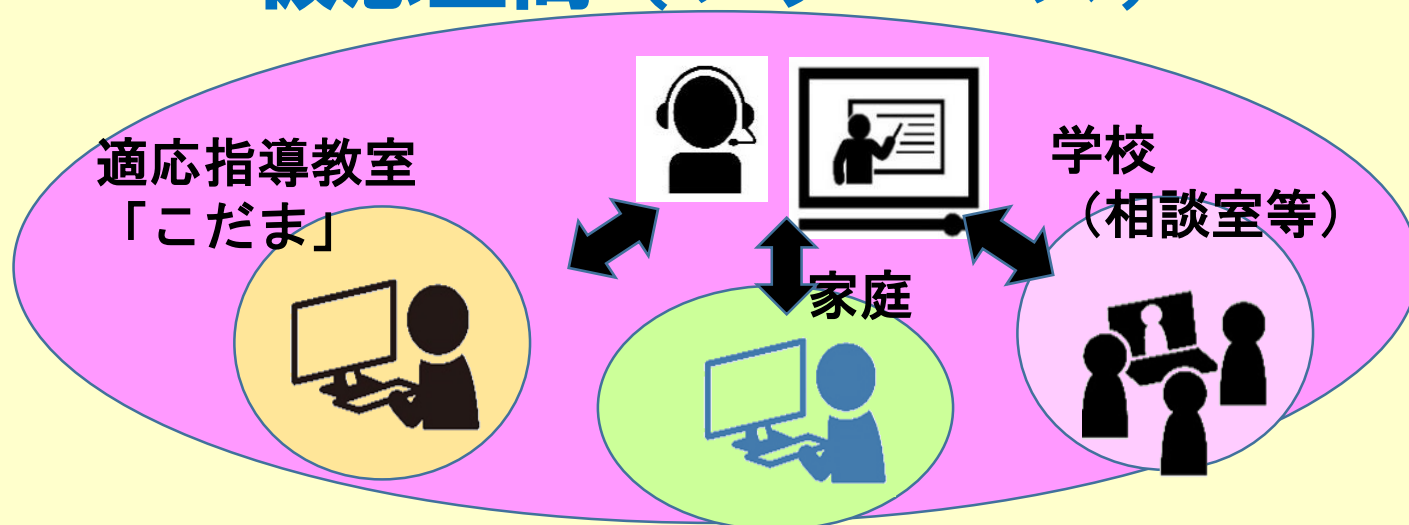 適応指導教室
「こだま」
学校
（相談室等）
家庭